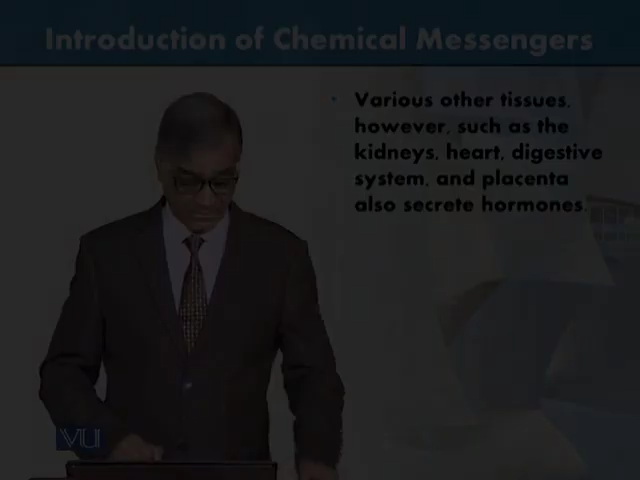 Introduction of Chemical Messengers
• Various other tissues,
however, such as the
kidneys, heart, digestive
system, and placenta
also secrete hormones.
VU